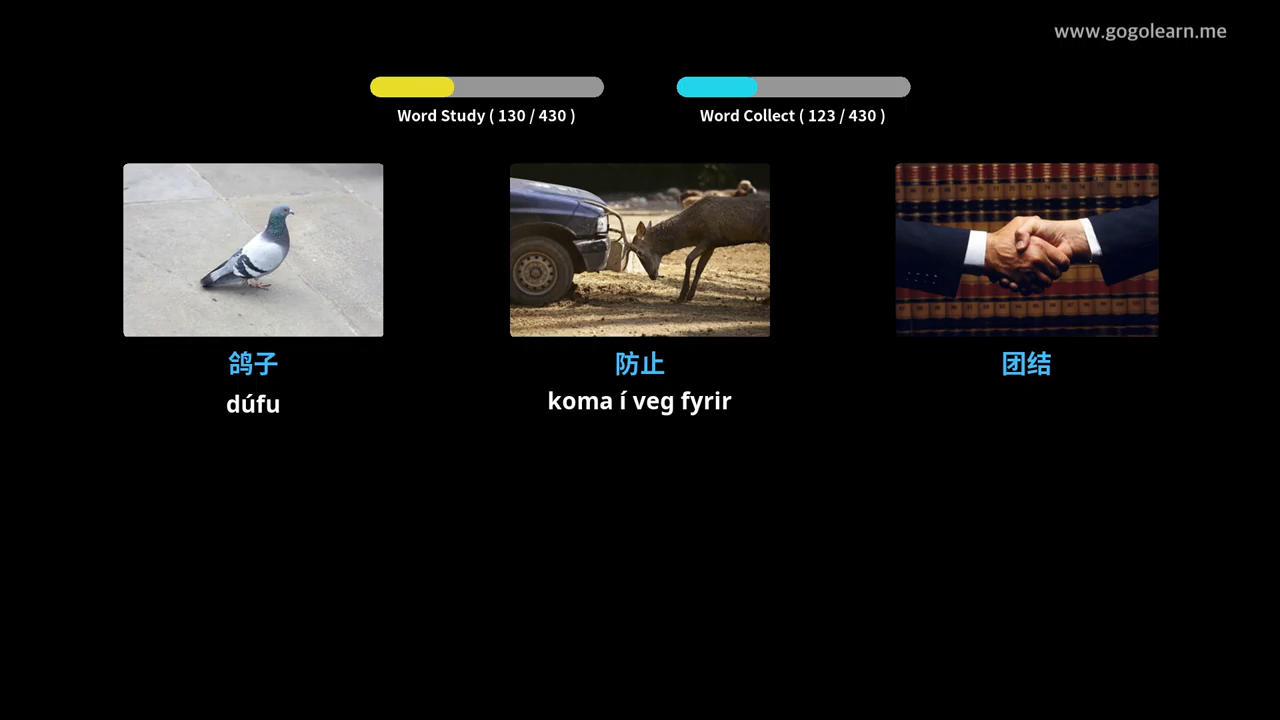 www.gogolearn.me
Word Study ( 130 / 430 )
Word Collect ( 123 / 430 )
鸽子
防止
团结
dúfu
koma í veg fyrir